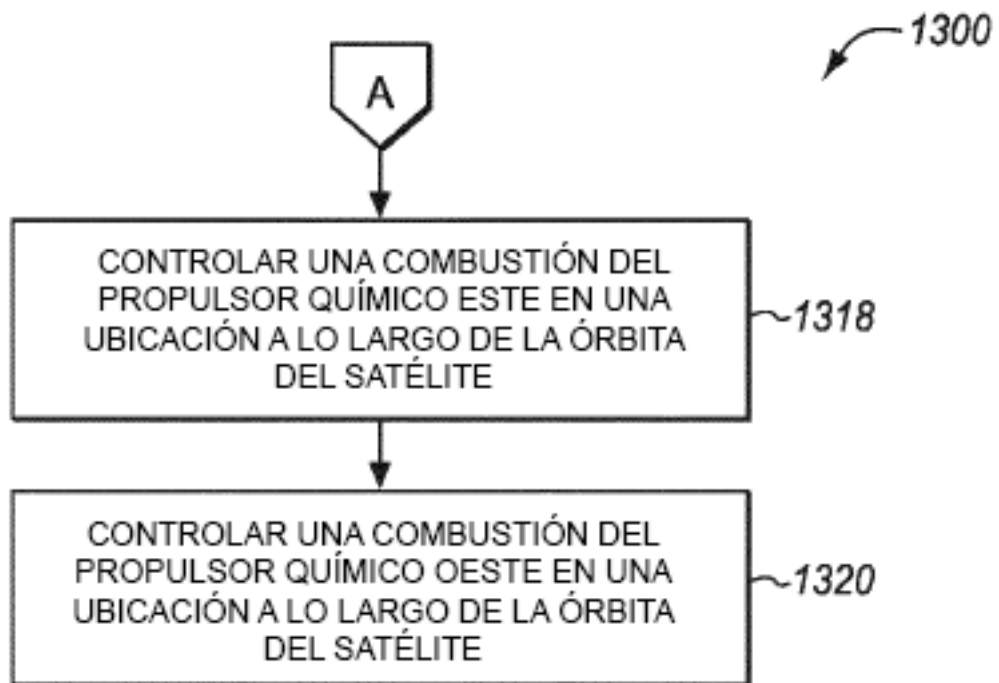 1300
A
CONTROLAR UNA COMBUSTIÓN DEL
PROPULSOR QUÍMICO ESTE EN UNA
UBICACIÓN A LO LARGO DE LA ÓRBITA
DEL SATÉLITE
1318
CONTROLAR UNA COMBUSTIÓN DEL
PROPULSOR QUÍMICO OESTE EN UNA
UBICACIÓN A LO LARGO DE LA ÓRBITA
DEL SATÉLITE
1320